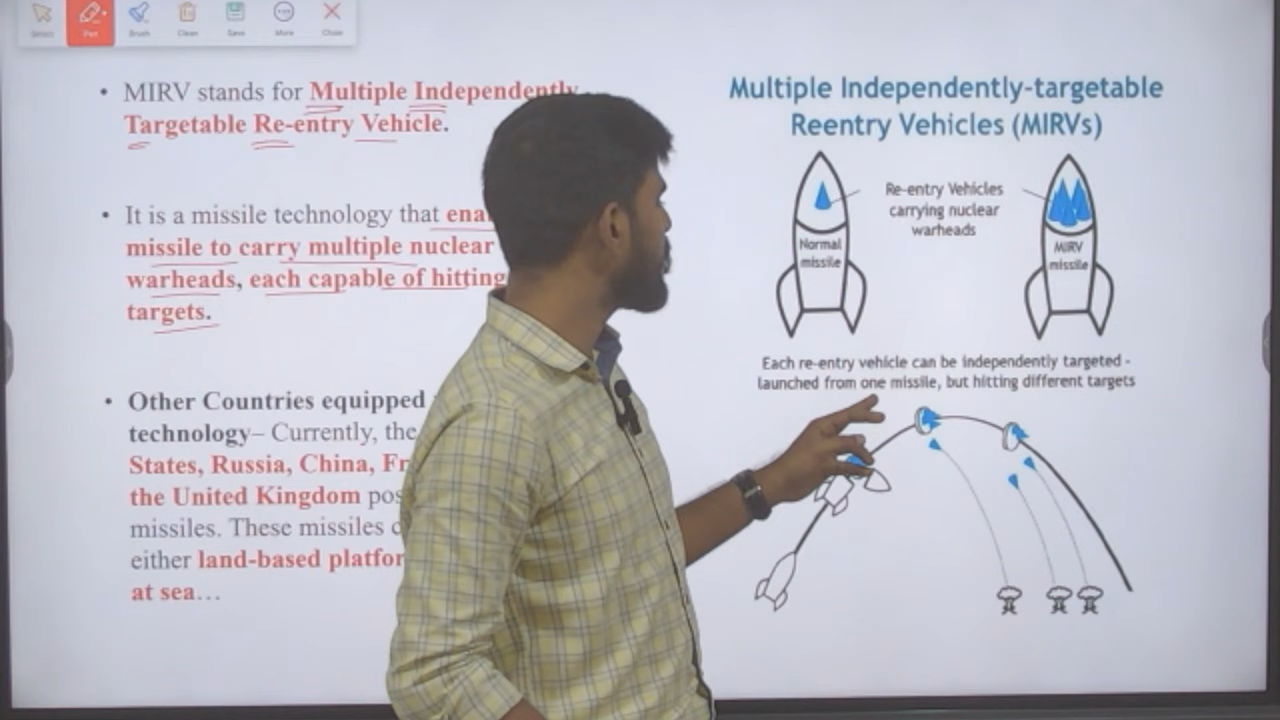 Select Pen Brush Clean Save More Close
• MIRV stands for Multiple Independently
Targetable Re-entry Vehicle.
• It is a missile technology that ena
missile to carry multiple nuclear
warheads, each capable of hitting
targets.
• Other Countries equipped
technology– Currently, the
States, Russia, China, Fr
the United Kingdom pos
missiles. These missiles c
either land-based platfor
at sea…
Multiple Independently-targetable
Reentry Vehicles (MIRVs)
Re-entry Vehicles
carrying nuclear
warheads
Normal
missile
MIRV
missile
Each re-entry vehicle can be independently targeted -
launched from one missile, but hitting different targets